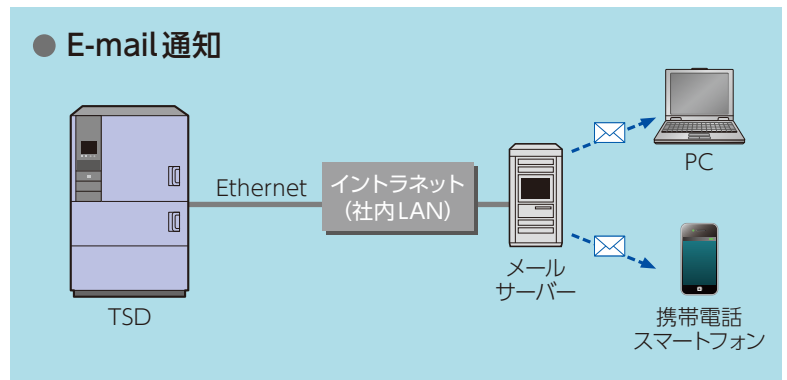 ● E-mail通知
Ethernet
イントラネット
（社内LAN）
PC
TSD
メール
サーバー
携帯電話
スマートフォン